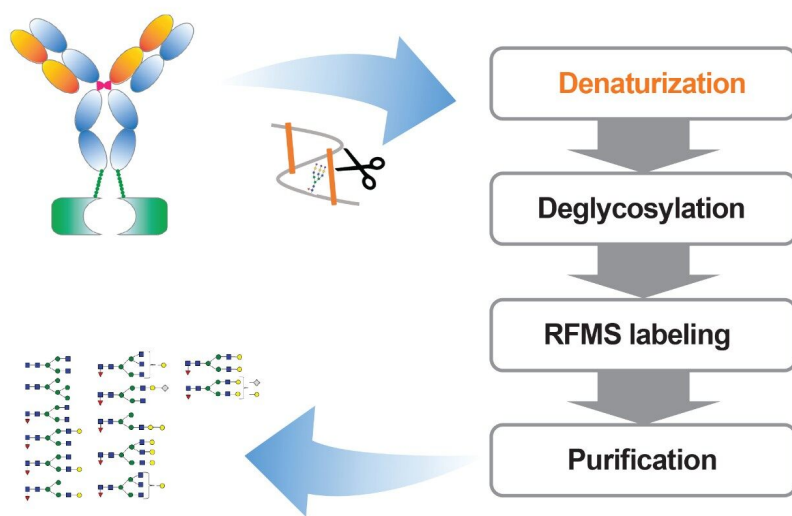 Denaturization
Deglycosylation
RFMS labeling
Purification